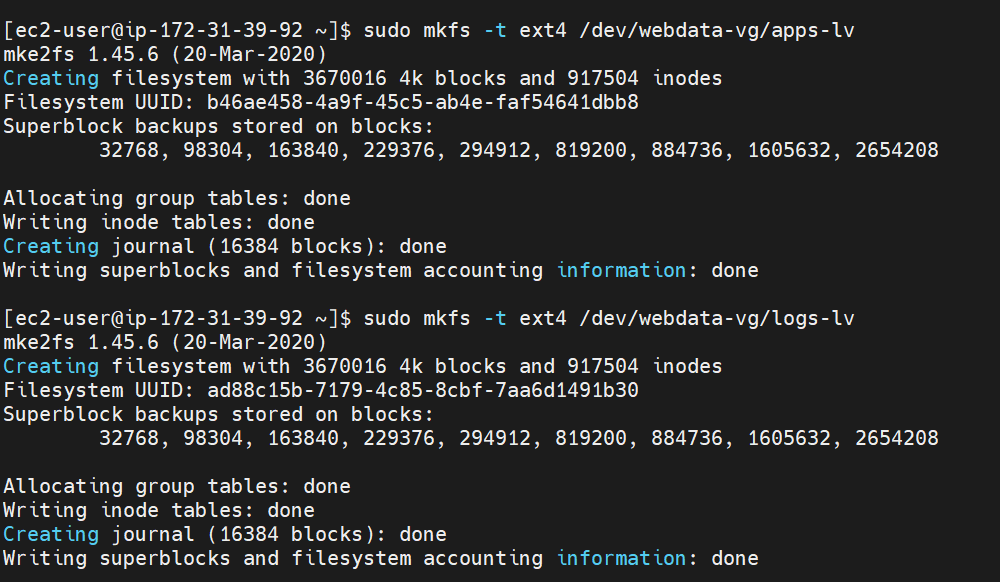 [ec2-user@ip-172-31-39-92 ~]$ sudo mkfs -t ext4 /dev/webdata-vg/apps-lv
mke2fs 1.45.6 (20-Mar-2020)
Creating filesystem with 3670016 4k blocks and 917504 inodes
Filesystem UUID: b46ae458-4a9f-45c5-ab4e-faf54641dbb8
Superblock backups stored on blocks:
        32768, 98304, 163840, 229376, 294912, 819200, 884736, 1605632, 2654208

Allocating group tables: done
Writing inode tables: done
Creating journal (16384 blocks): done
Writing superblocks and filesystem accounting information: done

[ec2-user@ip-172-31-39-92 ~]$ sudo mkfs -t ext4 /dev/webdata-vg/logs-lv
mke2fs 1.45.6 (20-Mar-2020)
Creating filesystem with 3670016 4k blocks and 917504 inodes
Filesystem UUID: ad88c15b-7179-4c85-8cbf-7aa6d1491b30
Superblock backups stored on blocks:
        32768, 98304, 163840, 229376, 294912, 819200, 884736, 1605632, 2654208

Allocating group tables: done
Writing inode tables: done
Creating journal (16384 blocks): done
Writing superblocks and filesystem accounting information: done